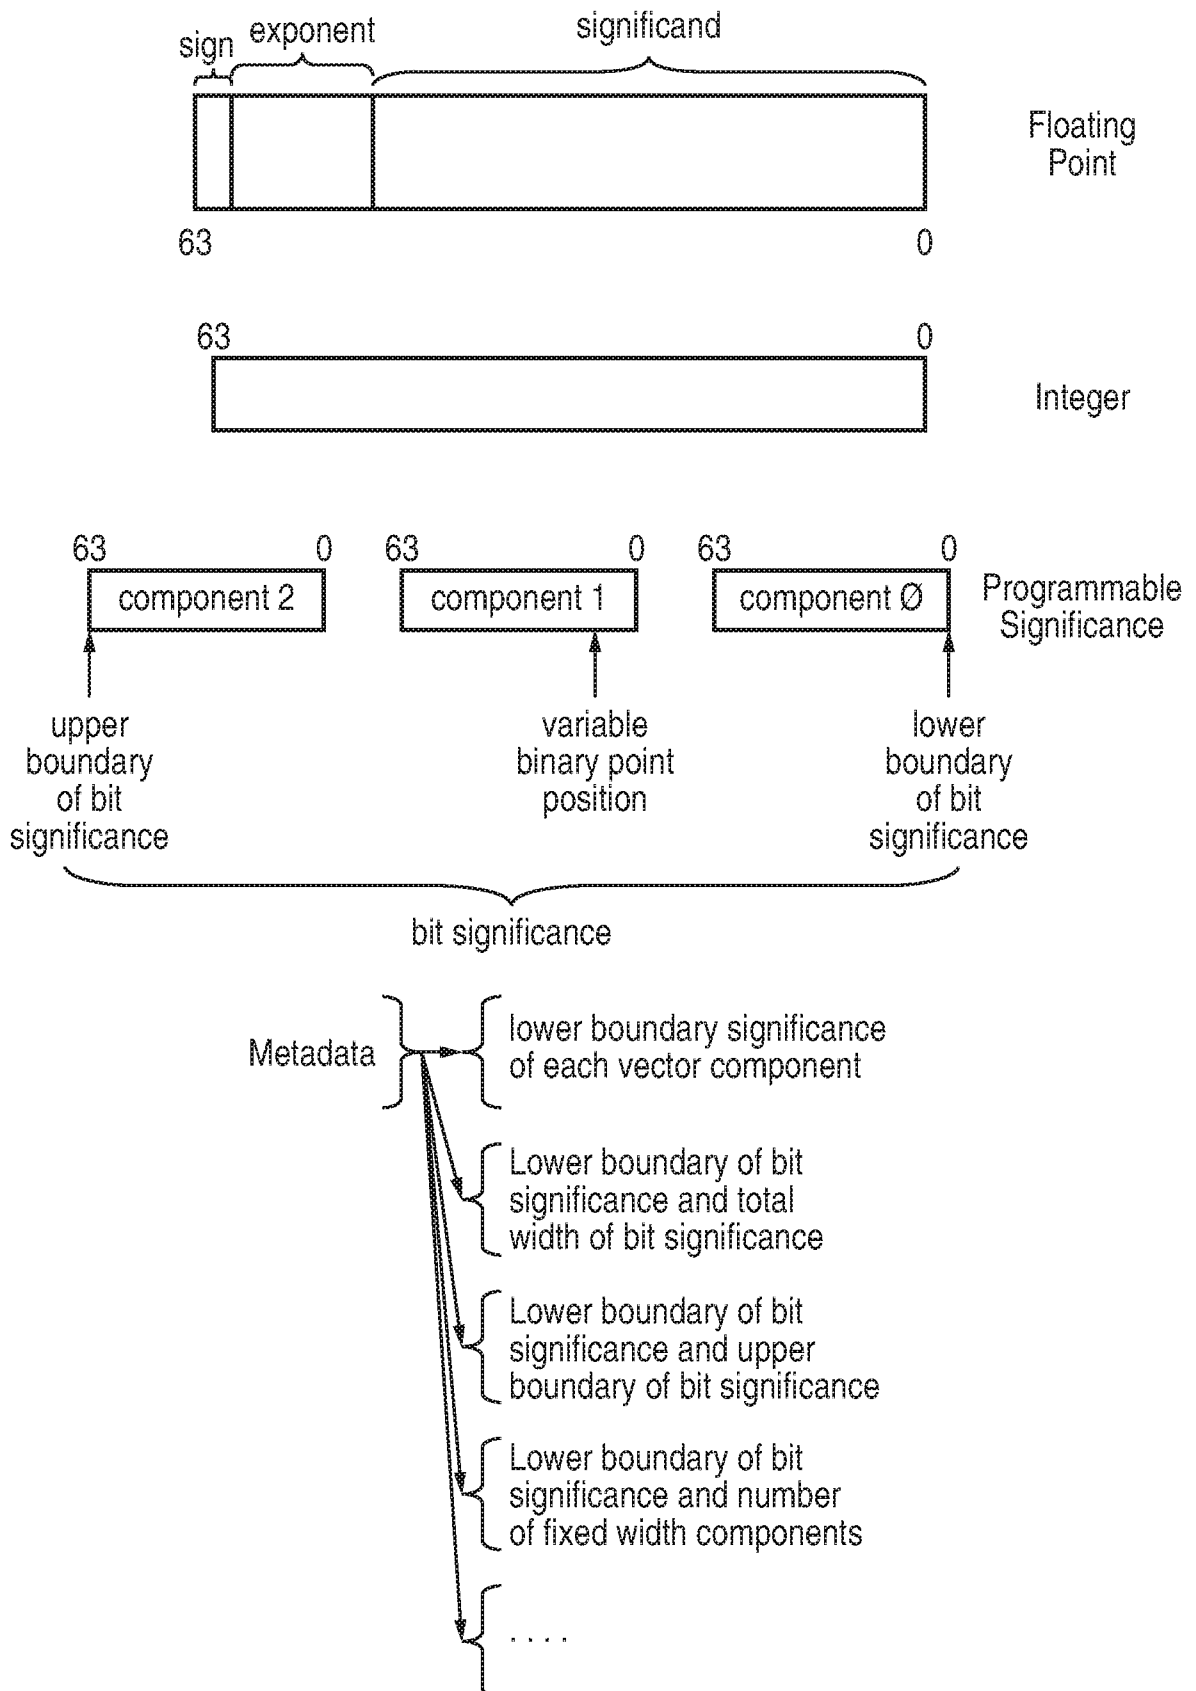 sign exponent significand
Floating
Point
63 0
63 0
Integer
63 0 63 0 63 0
component 2 component 1 component Ø
Programmable
Significance
upper
boundary
of bit
significance
variable
binary point
position
lower
boundary
of bit
significance
bit significance
Metadata
lower boundary significance
of each vector component
Lower boundary of bit
significance and total
width of bit significance
Lower boundary of bit
significance and upper
boundary of bit significance
Lower boundary of bit
significance and number
of fixed width components
. . . .